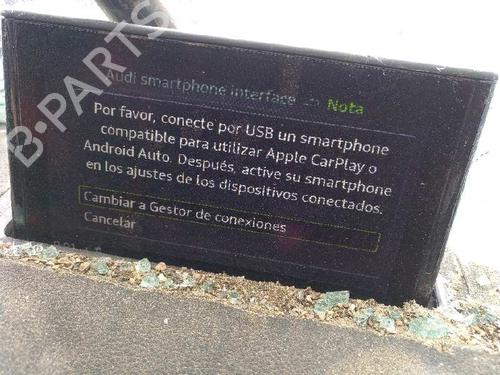 B-PARTS
Audi smartphone interface
Nota
Por favor, conecte por USB un smartphone
compatible para utilizar Apple CarPlay o
Android Auto. Después, active su smartphone
en los ajustes de los dispositivos conectados.
Cambiar a Gestor de conexiones
Cancelar